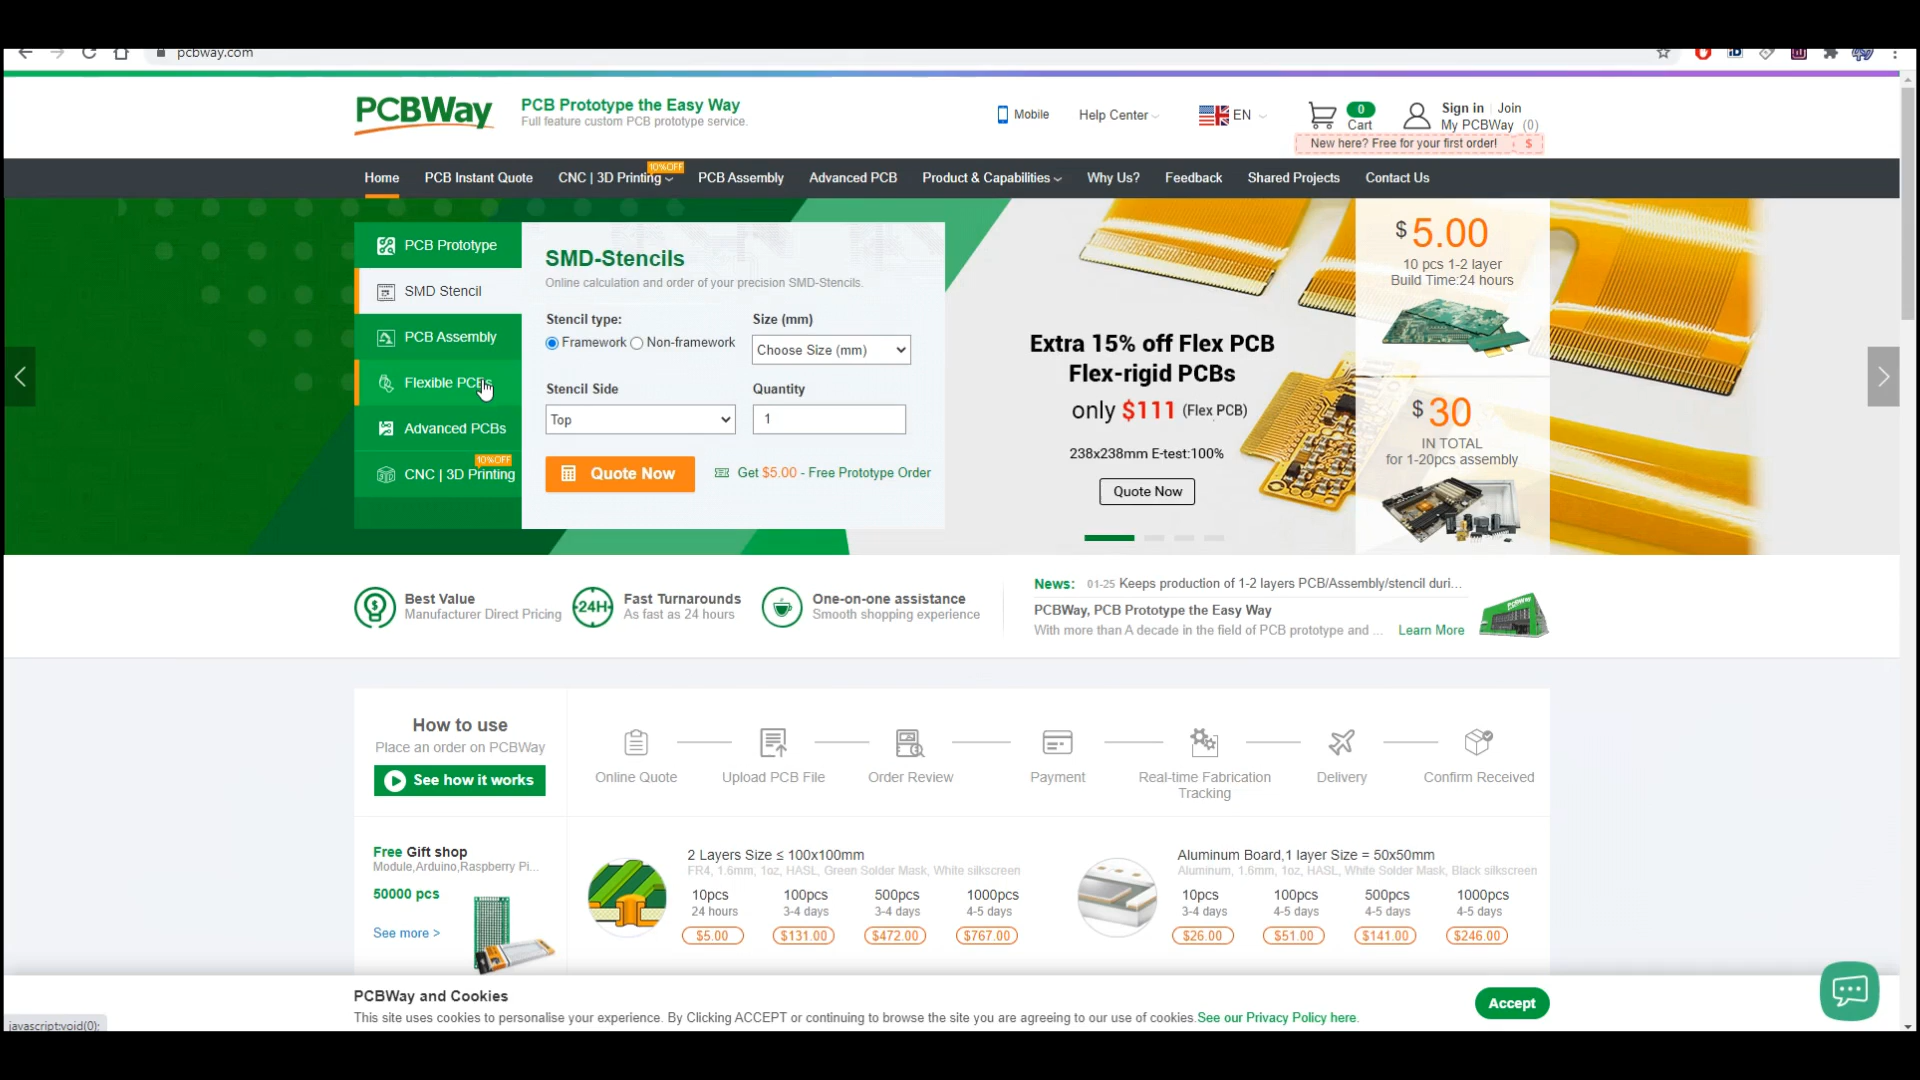 pcbway.com
PCBWay
PCB Prototype the Easy Way
Full feature custom PCB prototype service.
Mobile
Help Center
EN
0
Cart
Sign in
Join
My PCBWay (0)
New here? Free for your first order!
$
Home
PCB Instant Quote
CNC | 3D Printing
10%OFF
PCB Assembly
Advanced PCB
Product & Capabilities
Why Us?
Feedback
Shared Projects
Contact Us
PCB Prototype
SMD Stencil
PCB Assembly
Flexible PCBs
Advanced PCBs
10%OFF
CNC | 3D Printing
SMD-Stencils
Online calculation and order of your precision SMD-Stencils.
Stencil type:
Framework
Non-framework
Size (mm)
Choose Size (mm)
Stencil Side
Top
Quantity
1
Quote Now
Get $5.00 - Free Prototype Order
Extra 15% off Flex PCB
Flex-rigid PCBs
only $111 (Flex PCB)
238x238mm E-test:100%
Quote Now
$5.00
10 pcs 1-2 layer
Build Time:24 hours
$30
IN TOTAL
for 1-20pcs assembly
Best Value
Manufacturer Direct Pricing
24H
Fast Turnarounds
As fast as 24 hours
One-on-one assistance
Smooth shopping experience
News: 01-25 Keeps production of 1-2 layers PCB/Assembly/stencil duri...
PCBWay, PCB Prototype the Easy Way
With more than A decade in the field of PCB prototype and ... Learn More
How to use
Place an order on PCBWay
See how it works
Online Quote
Upload PCB File
Order Review
Payment
Real-time Fabrication
Tracking
Delivery
Confirm Received
Free Gift shop
Module,Arduino,Raspberry Pi...
50000 pcs
See more >
2 Layers Size ≤ 100x100mm
FR4, 1.6mm, 1oz, HASL, Green Solder Mask, White silkscreen
10pcs 100pcs 500pcs 1000pcs
24 hours 3-4 days 3-4 days 4-5 days
$5.00 $131.00 $472.00 $767.00
Aluminum Board,1 layer Size = 50x50mm
Aluminum, 1.6mm, 1oz, HASL, White Solder Mask, Black silkscreen
10pcs 100pcs 500pcs 1000pcs
3-4 days 4-5 days 4-5 days 4-5 days
$26.00 $51.00 $141.00 $246.00
PCBWay and Cookies
This site uses cookies to personalise your experience. By Clicking ACCEPT or continuing to browse the site you are agreeing to our use of cookies.See our Privacy Policy here.
Accept
javascript:void(0);